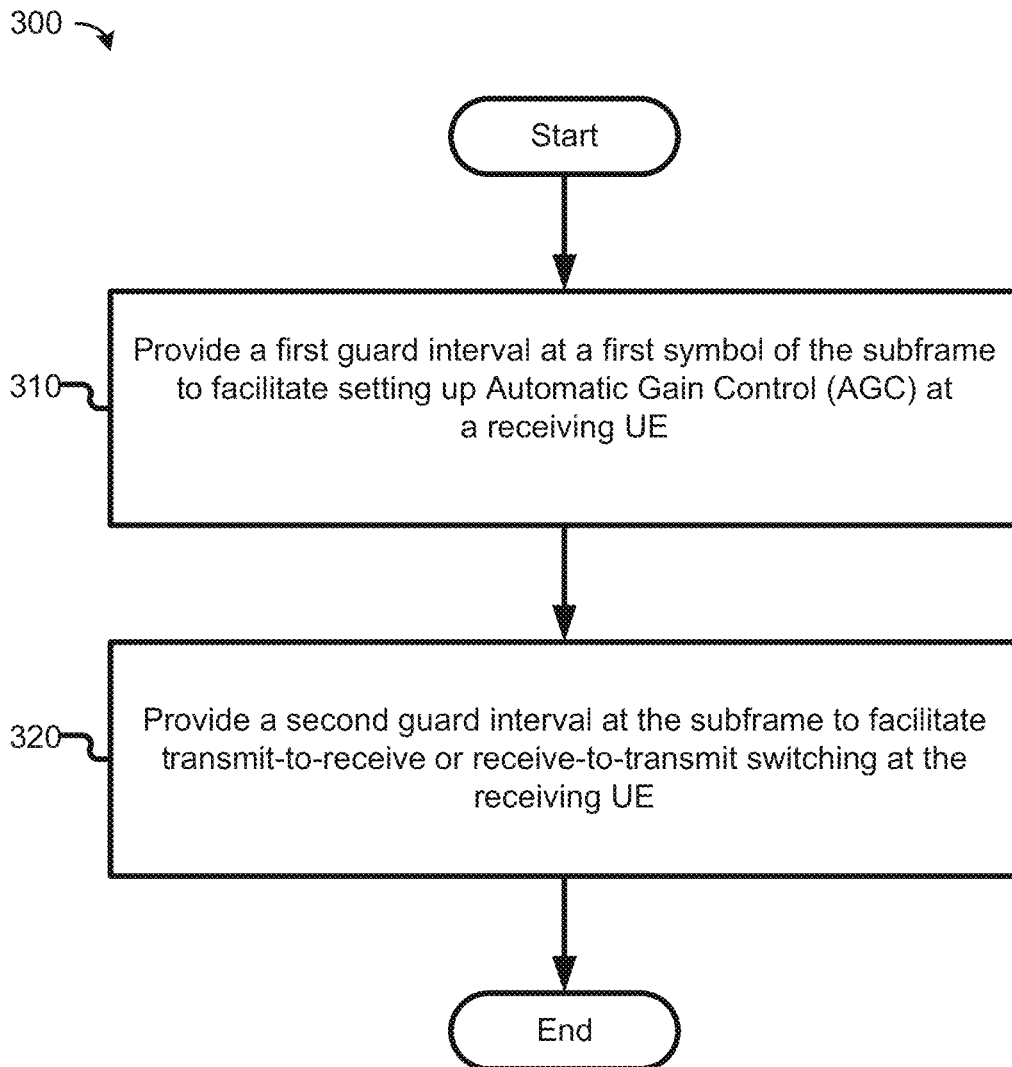 300
Start
310
Provide a first guard interval at a first symbol of the subframe
to facilitate setting up Automatic Gain Control (AGC) at
a receiving UE
320
Provide a second guard interval at the subframe to facilitate
transmit-to-receive or receive-to-transmit switching at the
receiving UE
End